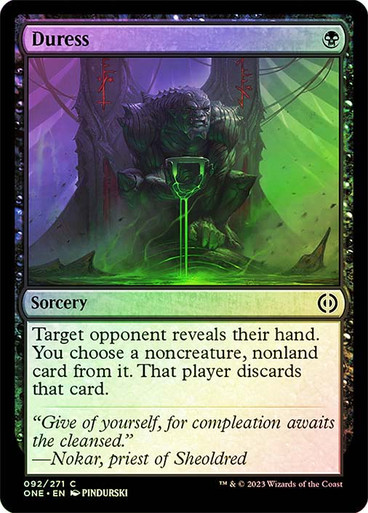 Duress
Sorcery
Target opponent reveals their hand.
You choose a noncreature, nonland
card from it. That player discards
that card.
“Give of yourself, for compleation awaits
the cleansed.”
—Nokar, priest of Sheoldred
092/271 C
ONE • EN PINDURSKI
™ & © 2023 Wizards of the Coast